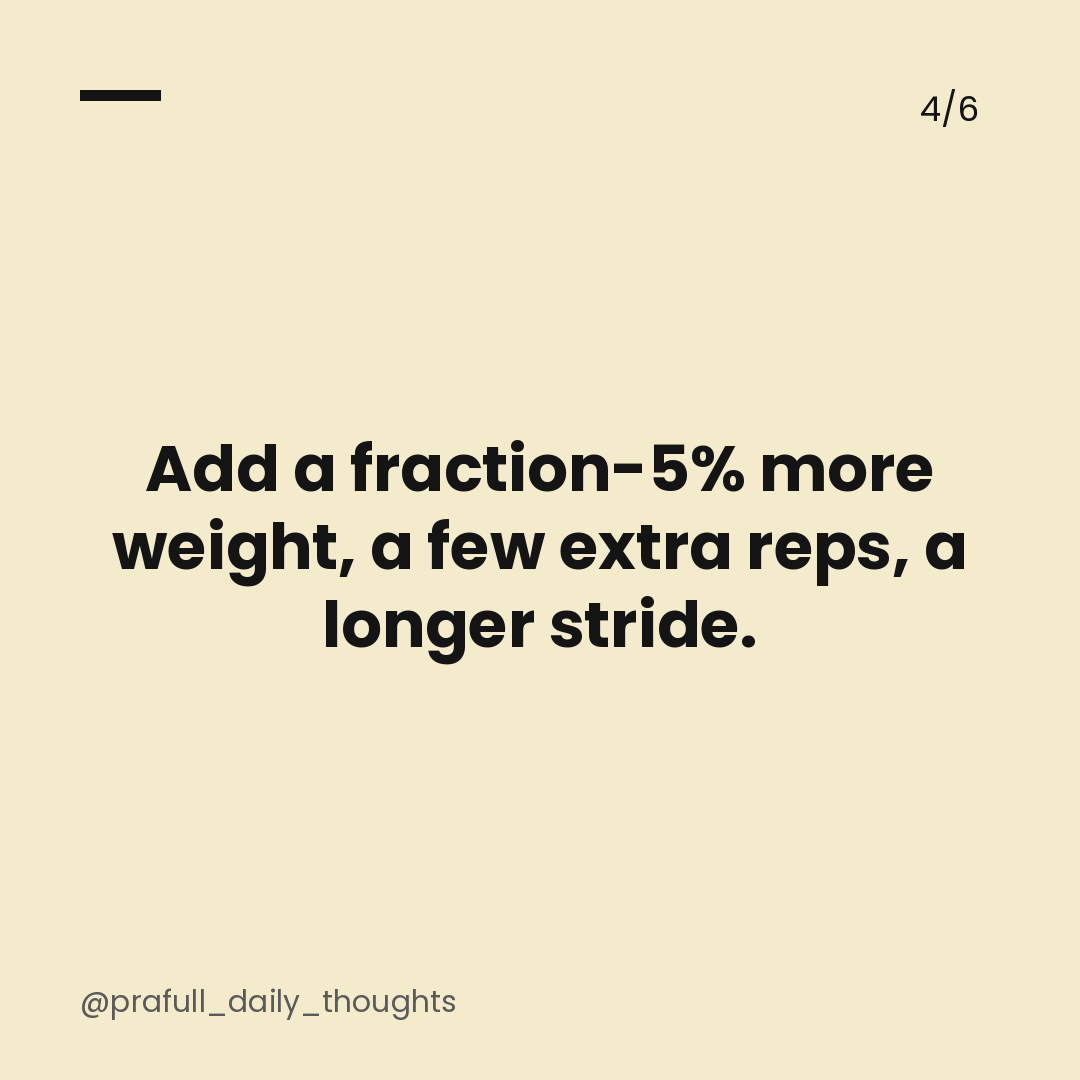 4/6
Add a fraction-5% more
weight, a few extra reps, a
longer stride.
@prafull_daily_thoughts